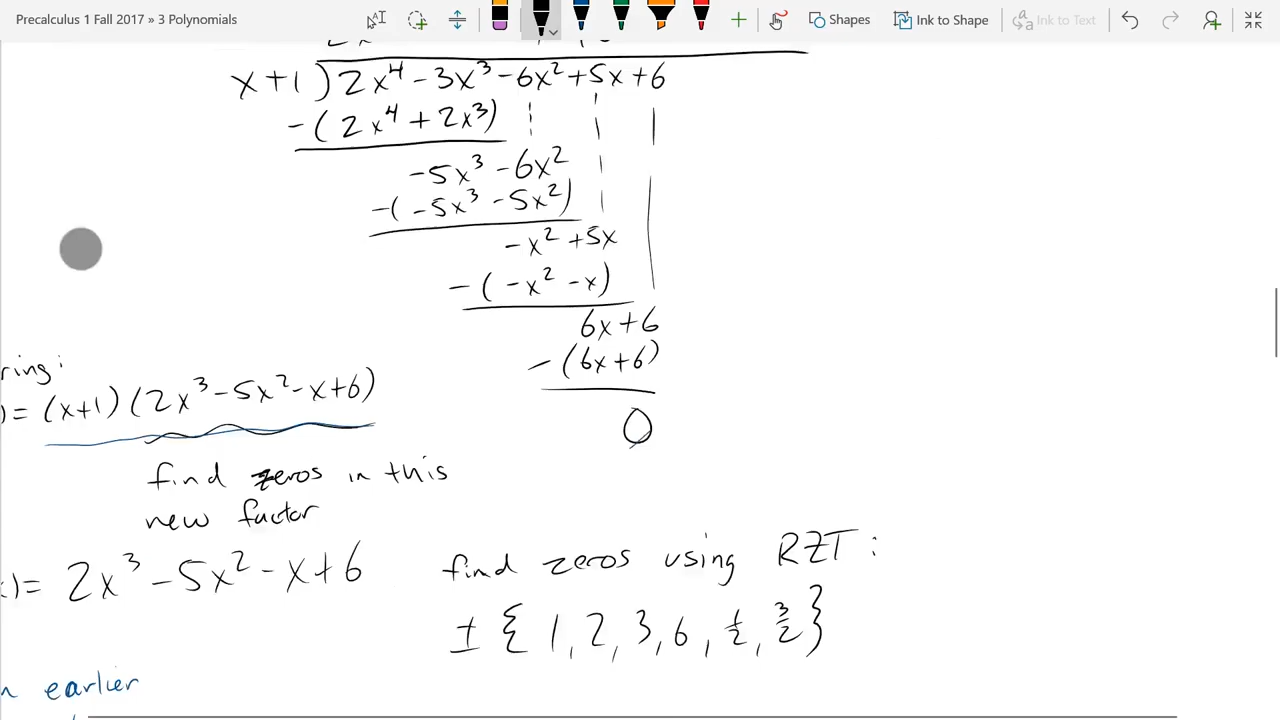 Precalculus 1 Fall 2017 » 3 Polynomials
Shapes
Ink to Shape
Ink to Text
x+1 ) 2x⁴ - 3x³ - 6x² + 5x + 6
-( 2x⁴ + 2x³)
-5x³ - 6x²
-( -5x³ - 5x²)
-x² + 5x
- ( -x² - x)
6x + 6
- (6x + 6)
0
ring:
)= (x+1) (2x³ - 5x² - x + 6)
find zeros in this
new factor
)= 2x³ - 5x² - x + 6
find zeros using RZT :
± { 1, 2, 3, 6, 1/2, 3/2 }
earlier